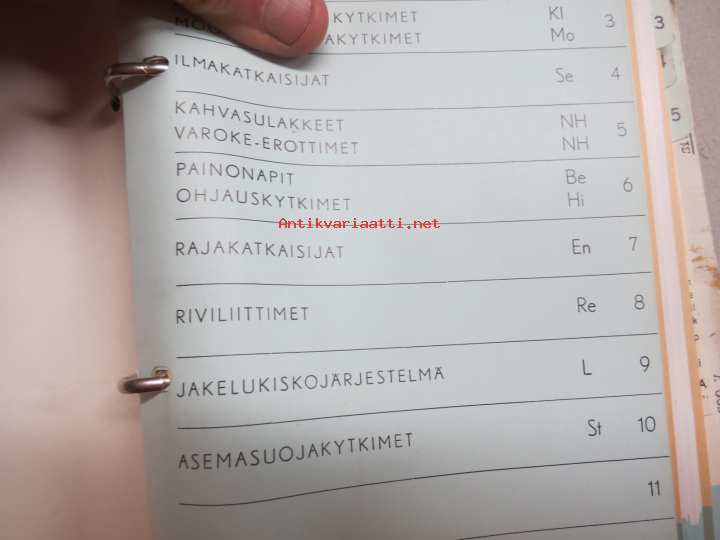 KYTKIMET KI
AKYTKIMET Mo 3
ILMAKATKAISIJAT Se 4
KAHVASULAKKEET NH
VAROKE-EROTTIMET NH 5
PAINONAPIT Be
OHJAUSKYTKIMET Hi 6
Antikvariaatti.net
RAJAKATKAISIJAT En 7
RIVILIITTIMET Re 8
JAKELUKISKOJÄRJESTELMÄ L 9
ASEMASUOJAKYTKIMET St 10
11
3
5